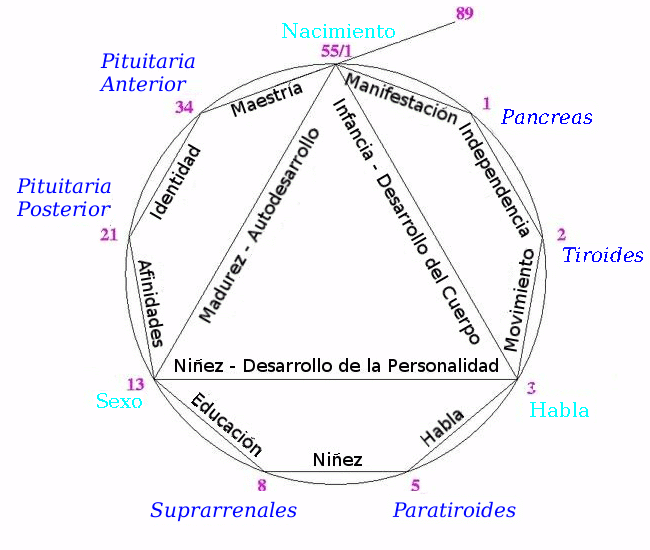 89
Nacimiento
55/1
Pituitaria
Anterior
34
Maestría
Manifestación
1
Pancreas
Identidad
Madurez - Autodesarrollo
Infancia - Desarrollo del Cuerpo
Independencia
Pituitaria
Posterior
21
2
Tiroides
Afinidades
Movimiento
Niñez - Desarrollo de la Personalidad
13
Sexo
3
Habla
Educación
Niñez
Habla
8
5
Suprarrenales
Paratiroides